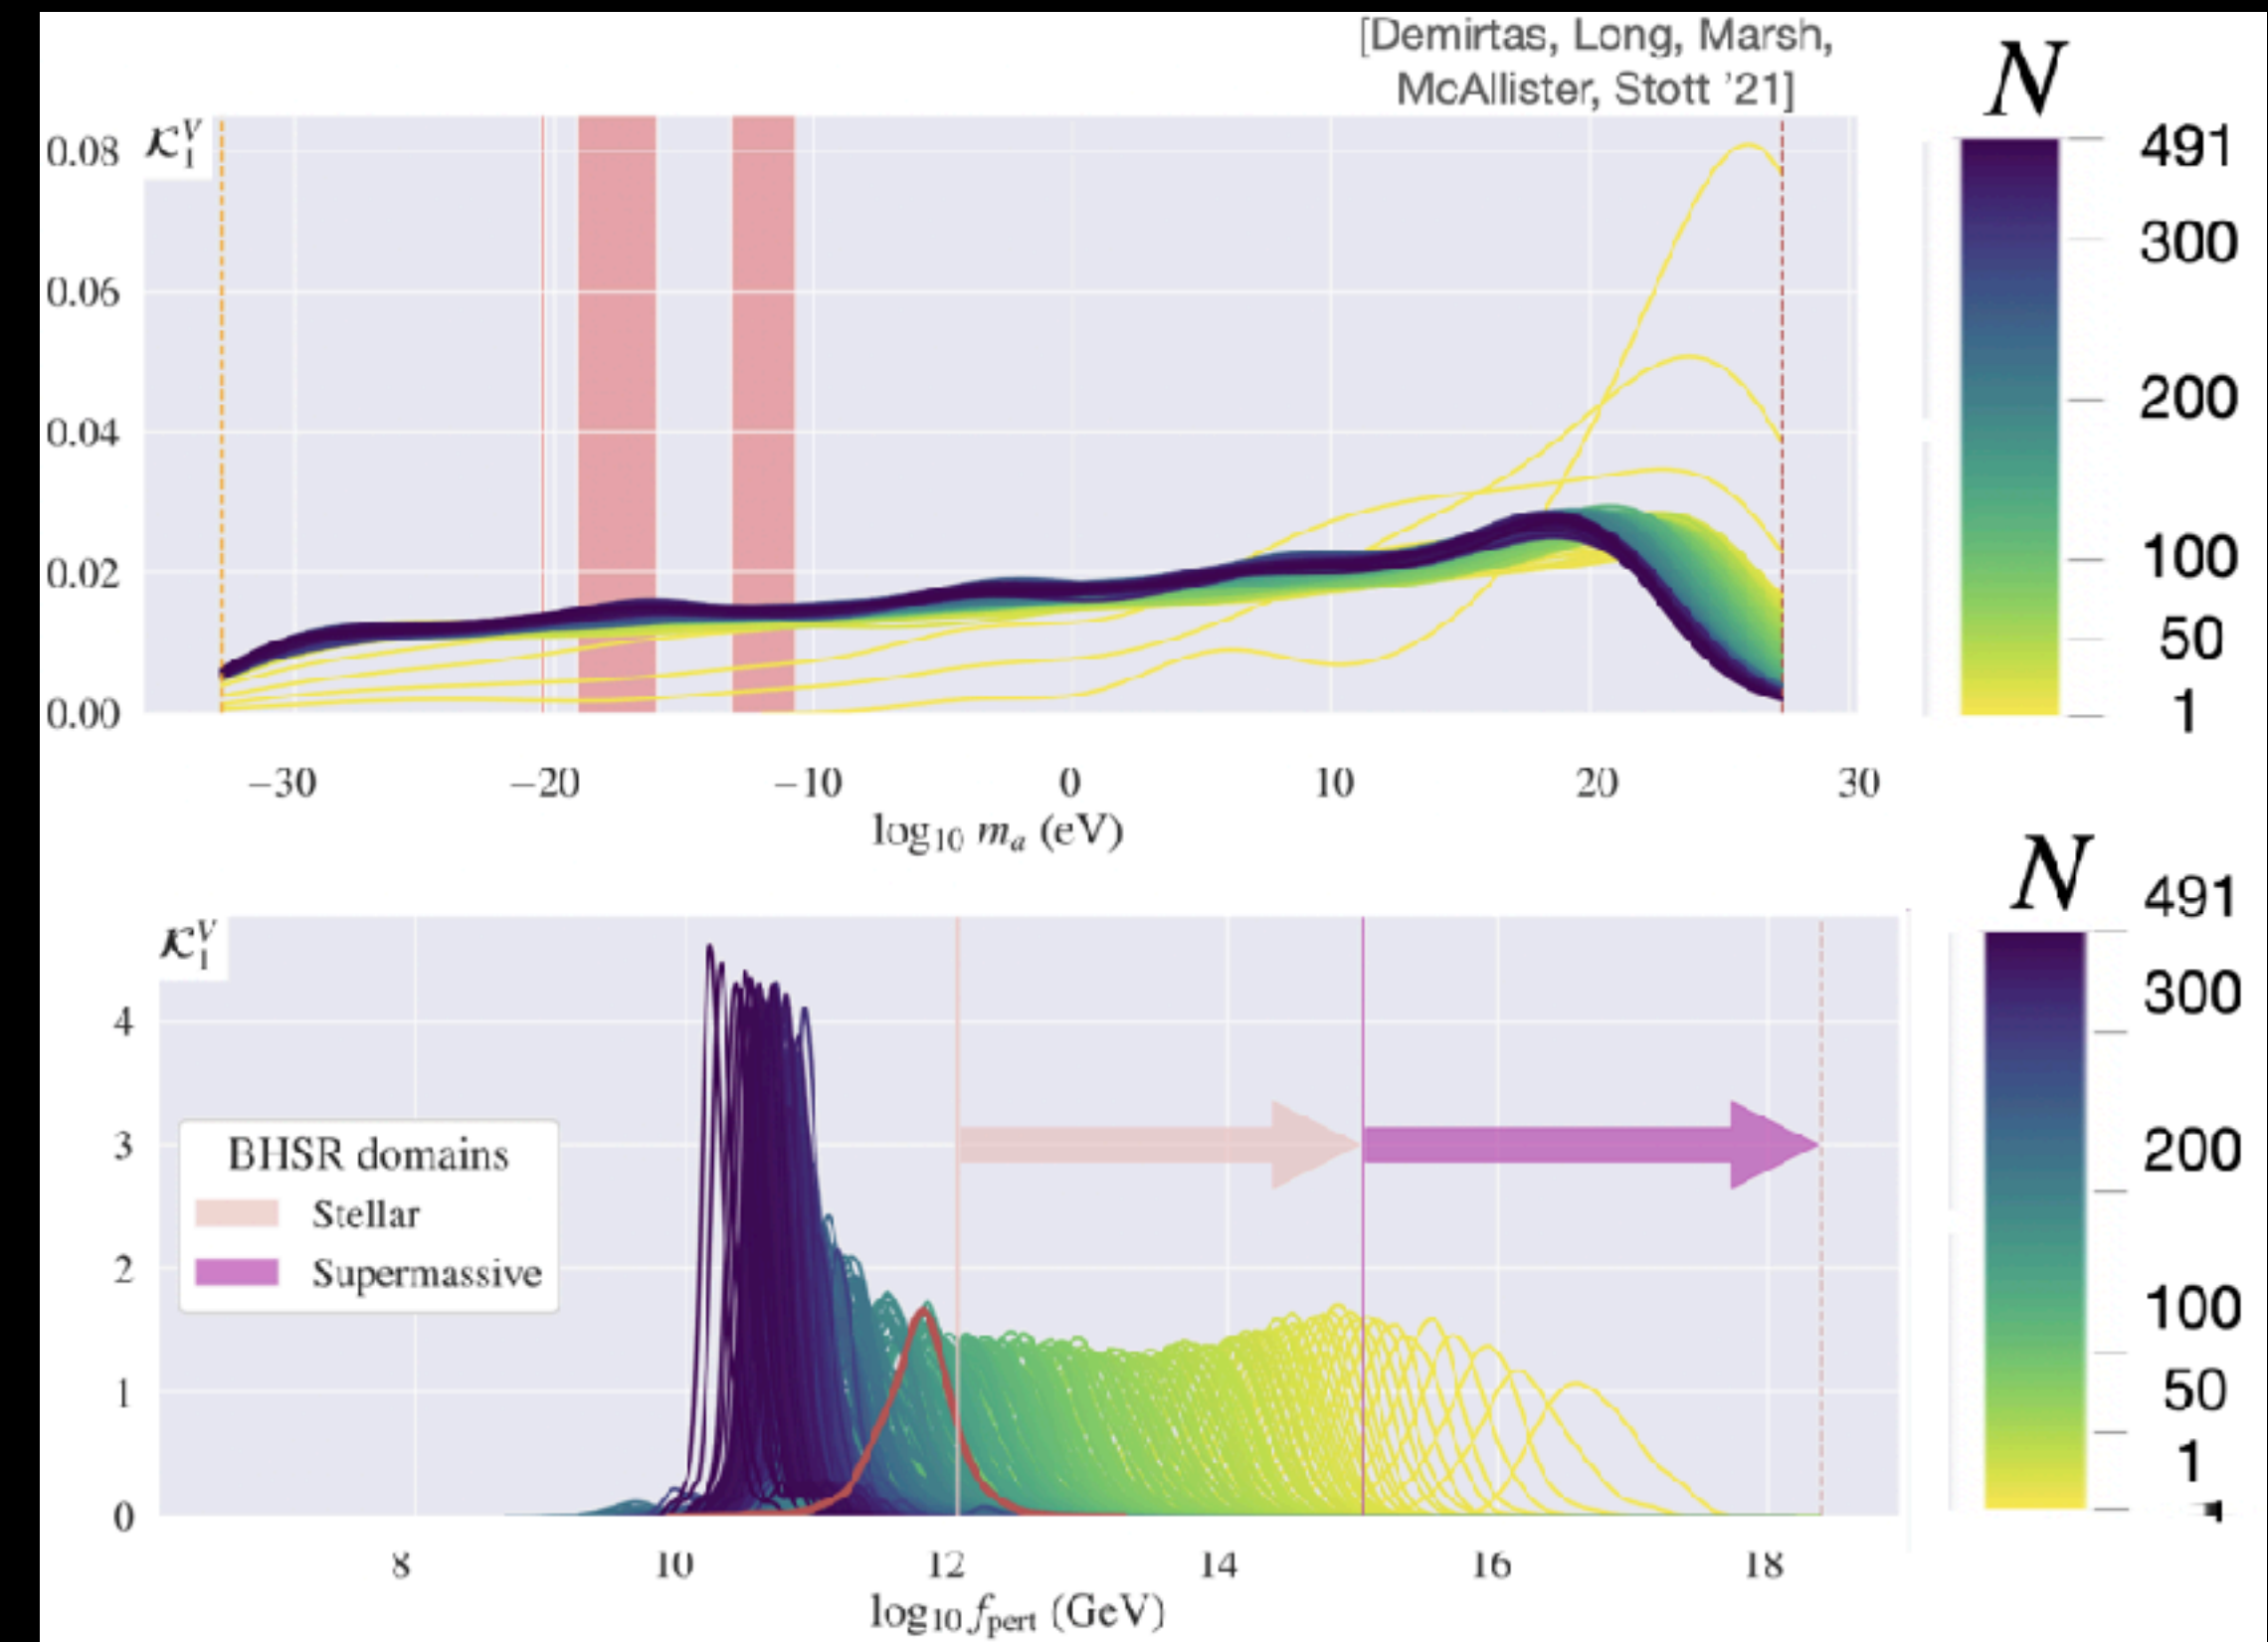 [Demirtas, Long, Marsh,
McAllister, Stott '21]
N
𝒦₁ⱽ
0.08
0.06
0.04
0.02
0.00
−30 −20 −10 0 10 20 30
log₁₀ mₐ (eV)
491
300
200
100
50
1
N
𝒦₁ⱽ
4
3
2
1
0
BHSR domains
Stellar
Supermassive
8 10 12 14 16 18
log₁₀ f_pert (GeV)
491
300
200
100
50
1